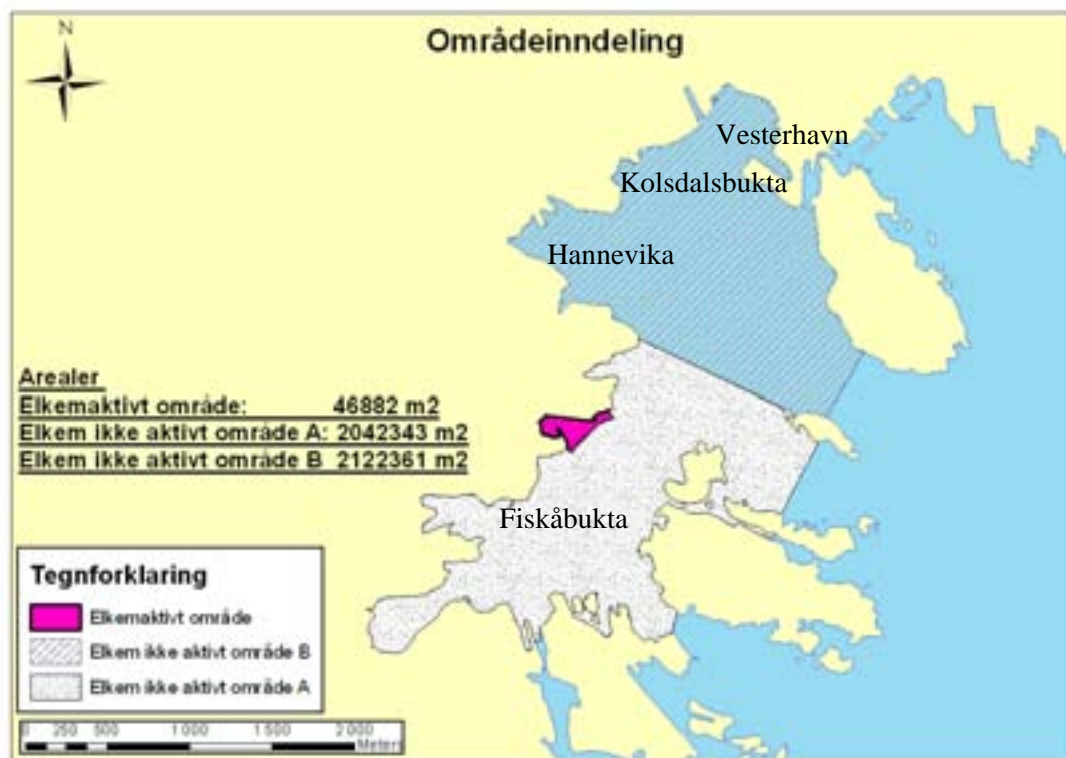 N
Områdeinndeling
Vesterhavn
Kolsdalsbukta
Hannevika
Arealer
Elkemaktivt område: 46882 m2
Elkem ikke aktivt område A: 2042343 m2
Elkem ikke aktivt område B 2122361 m2
Fiskåbukta
Tegnforklaring
Elkemaktivt område
Elkem ikke aktivt område B
Elkem ikke aktivt område A
0 250 500 1 000 1 500 2 000
Meters